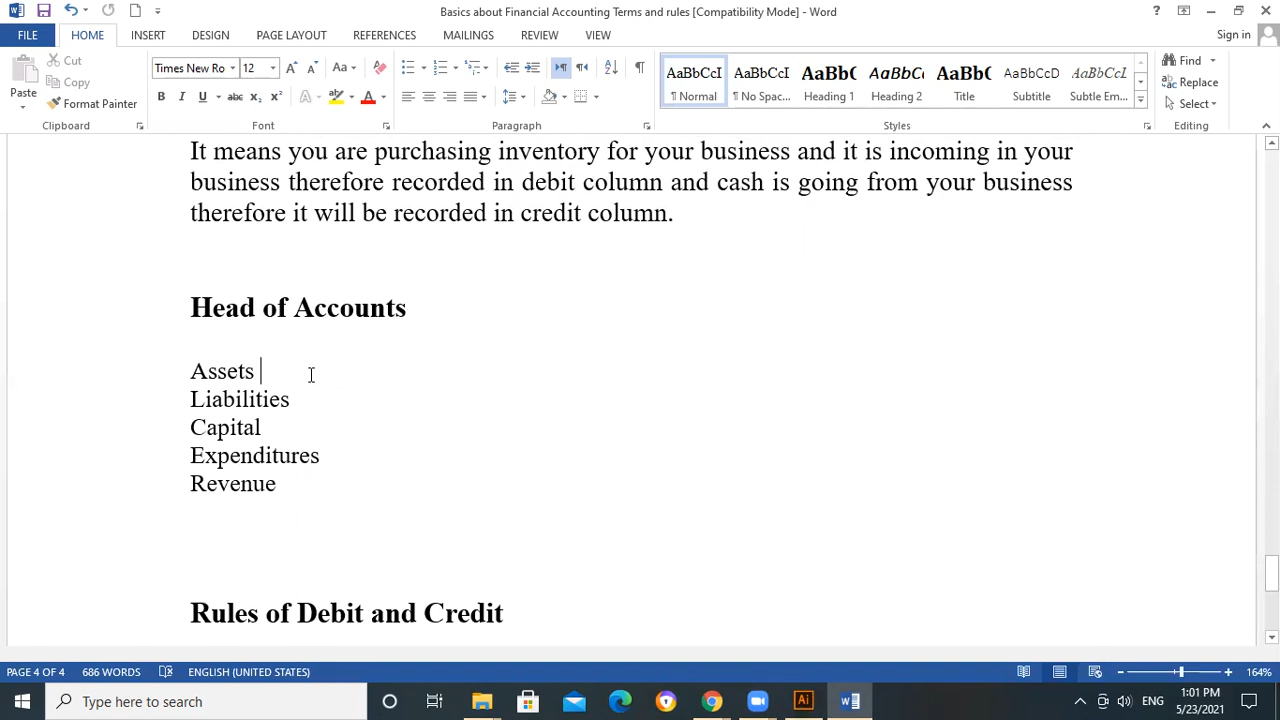 Basics about Financial Accounting Terms and rules [Compatibility Mode] - Word
?
FILE HOME INSERT DESIGN PAGE LAYOUT REFERENCES MAILINGS REVIEW VIEW Sign in
Paste
Cut
Copy
Format Painter
Clipboard
Times New Ro 12
Font
Paragraph
AaBbCcI AaBbCcI AaBb( AaBbC AaBb( AaBbCcD AaBbCcI
¶ Normal ¶ No Spac... Heading 1 Heading 2 Title Subtitle Subtle Em...
Styles
Find
Replace
Select
Editing
It means you are purchasing inventory for your business and it is incoming in your
business therefore recorded in debit column and cash is going from your business
therefore it will be recorded in credit column.
Head of Accounts
Assets
Liabilities
Capital
Expenditures
Revenue
Rules of Debit and Credit
PAGE 4 OF 4 686 WORDS ENGLISH (UNITED STATES) 164%
Type here to search
Ai
ENG
1:01 PM
5/23/2021